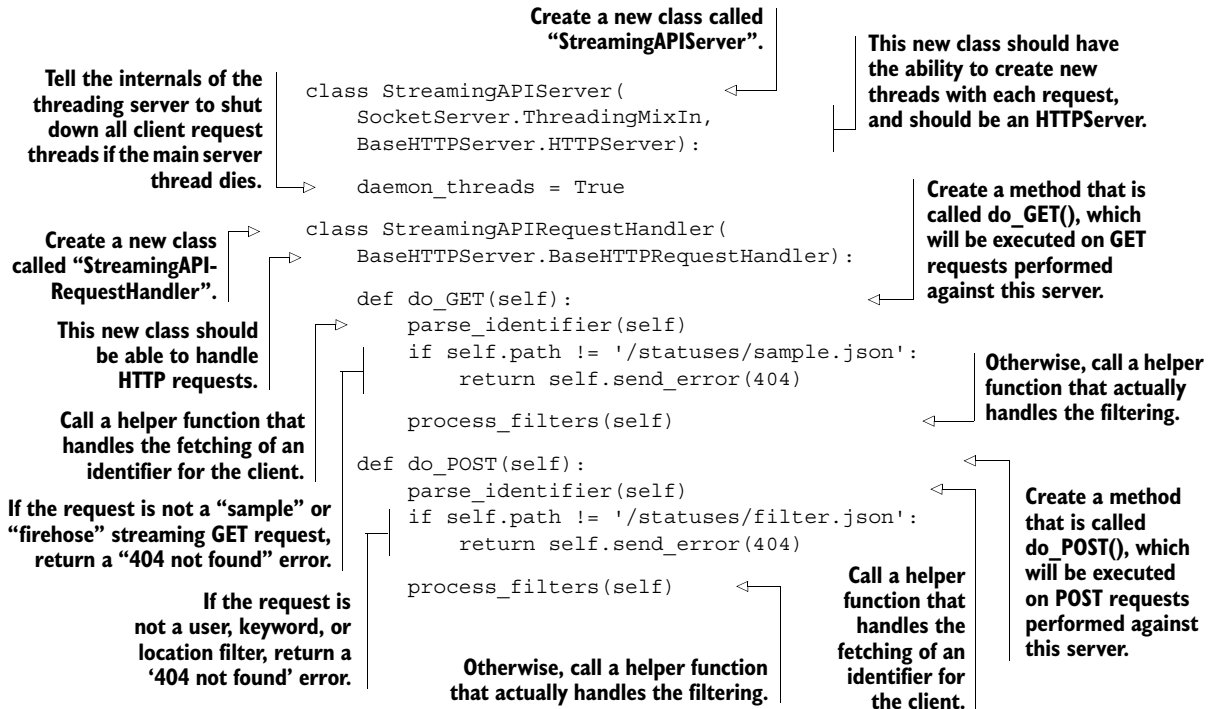 Create a new class called
“StreamingAPIServer”.
This new class should have
the ability to create new
threads with each request,
and should be an HTTPServer.
Tell the internals of the
threading server to shut
down all client request
threads if the main server
thread dies.
class StreamingAPIServer(
SocketServer.ThreadingMixIn,
BaseHTTPServer.HTTPServer):
daemon_threads = True
Create a new class
called “StreamingAPI-
RequestHandler”.
class StreamingAPIRequestHandler(
BaseHTTPServer.BaseHTTPRequestHandler):
This new class should
be able to handle
HTTP requests.
Create a method that is
called do_GET(), which
will be executed on GET
requests performed
against this server.
def do_GET(self):
parse_identifier(self)
if self.path != '/statuses/sample.json':
return self.send_error(404)
process_filters(self)
Call a helper function that
handles the fetching of an
identifier for the client.
If the request is not a “sample” or
“firehose” streaming GET request,
return a “404 not found” error.
Otherwise, call a helper
function that actually
handles the filtering.
def do_POST(self):
parse_identifier(self)
if self.path != '/statuses/filter.json':
return self.send_error(404)
process_filters(self)
If the request is
not a user, keyword, or
location filter, return a
‘404 not found’ error.
Otherwise, call a helper function
that actually handles the filtering.
Call a helper
function that
handles the
fetching of an
identifier for
the client.
Create a method
that is called
do_POST(), which
will be executed
on POST requests
performed against
this server.